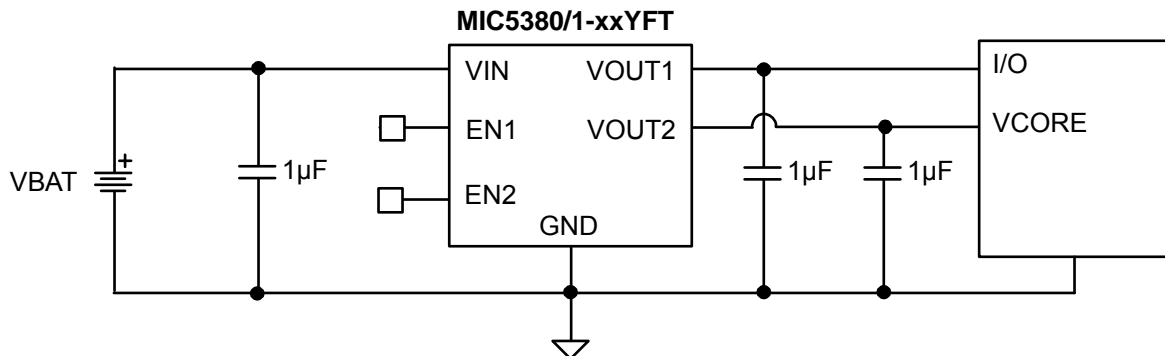 MIC5380/1-xxYFT
VIN
VOUT1
I/O
EN1
VOUT2
VCORE
VBAT
+
1µF
1µF
1µF
EN2
GND